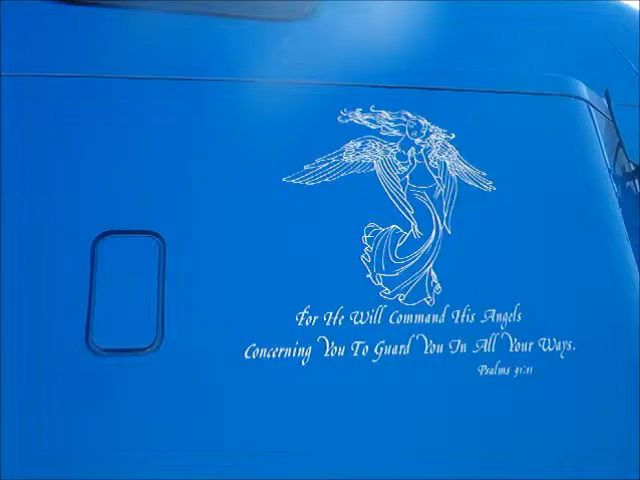 For He Will Command His Angels
Concerning You To Guard You In All Your Ways.
Psalms 91:11